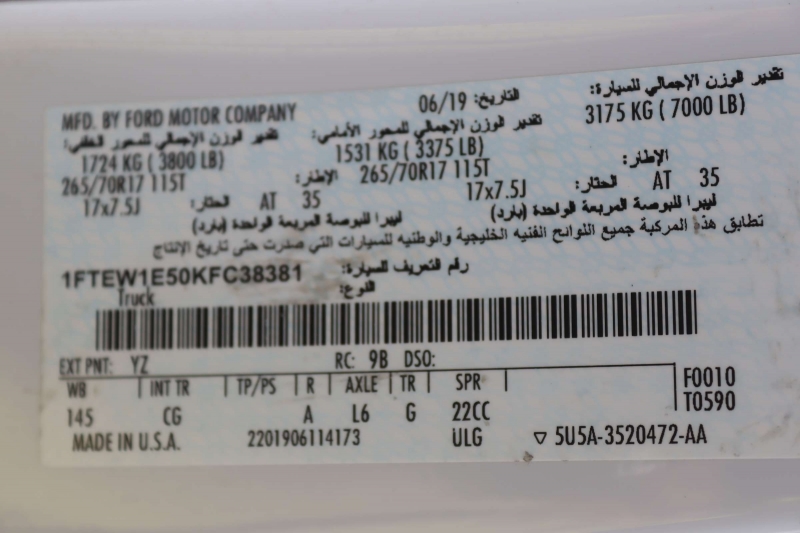 MFD. BY FORD MOTOR COMPANY 06/19 التاريخ: تقدير الوزن الإجمالي للسيارة:
3175 KG ( 7000 LB)
تقدير الوزن الإجمالي للمحور الخلفي: تقدير الوزن الإجمالي للمحور الأمامي:
1724 KG ( 3800 LB) 1531 KG ( 3375 LB)
265/70R17 115T الإطار: 265/70R17 115T الإطار:
17x7.5J الحتار: AT 35 17x7.5J الحتار: AT 35
ليبرا للبوصة المربعة الواحدة (بارد) ليبرا للبوصة المربعة الواحدة (بارد)
تطابق هذه المركبة جميع اللوائح الفنيه الخليجية والوطنيه للسيارات التي صدرت حتى تاريخ الإنتاج
1FTEW1E50KFC38381 رقم التعريف للسيارة:
Truck النوع:
EXT PNT: YZ RC: 9B DSO:
WB INT TR TP/PS R AXLE TR SPR F0010
145 CG A L6 G 22CC T0590
MADE IN U.S.A. 2201906114173 ULG ▽ 5U5A-3520472-AA